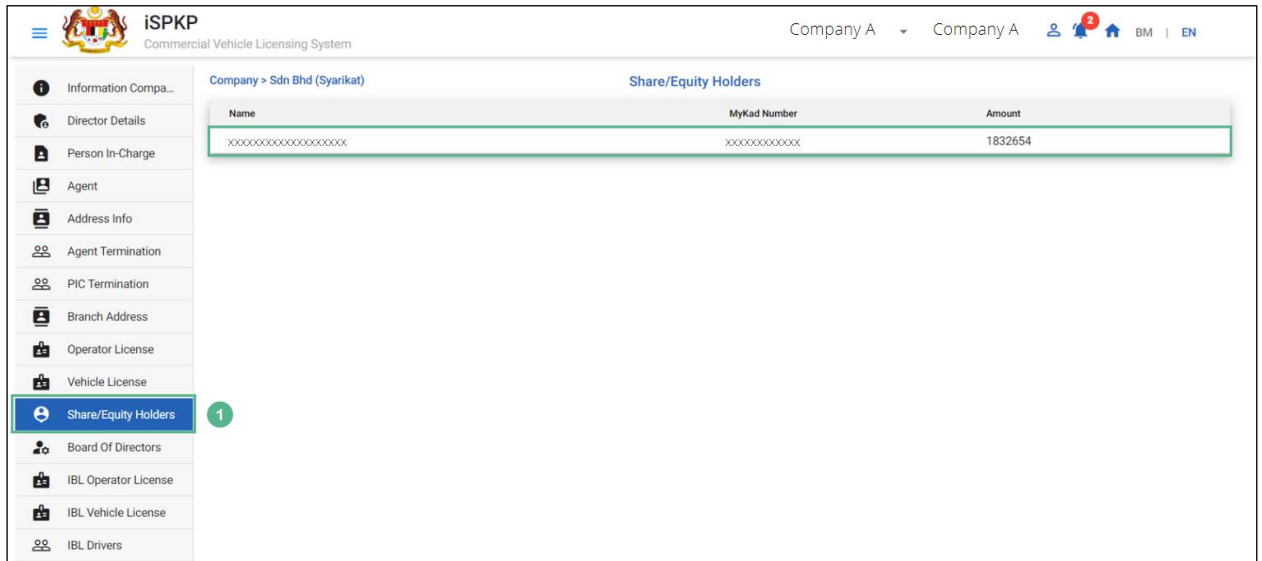 iSPKP
Commercial Vehicle Licensing System
Company A Company A 2 BM | EN
Information Compa...
Director Details
Person In-Charge
Agent
Address Info
Agent Termination
PIC Termination
Branch Address
Operator License
Vehicle License
Share/Equity Holders 1
Board Of Directors
IBL Operator License
IBL Vehicle License
IBL Drivers
Company > Sdn Bhd (Syarikat)
Share/Equity Holders
Name MyKad Number Amount
xxxxxxxxxxxxxxxxxxx xxxxxxxxxxxx 1832654